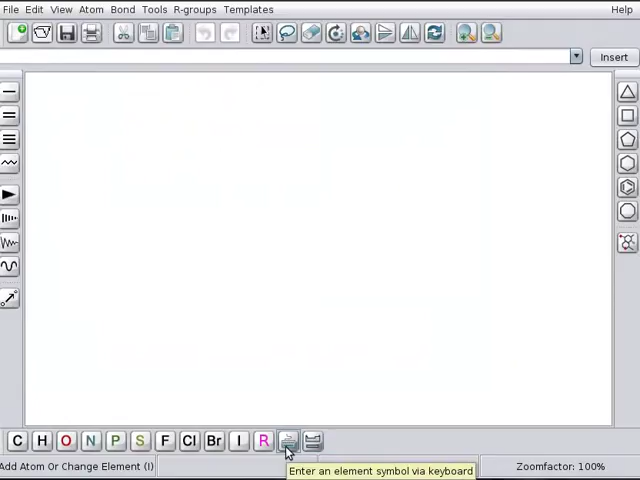 File Edit View Atom Bond Tools R-groups Templates Help
Insert
C H O N P S F Cl Br I R
Add Atom Or Change Element (I)
Enter an element symbol via keyboard
Zoomfactor: 100%